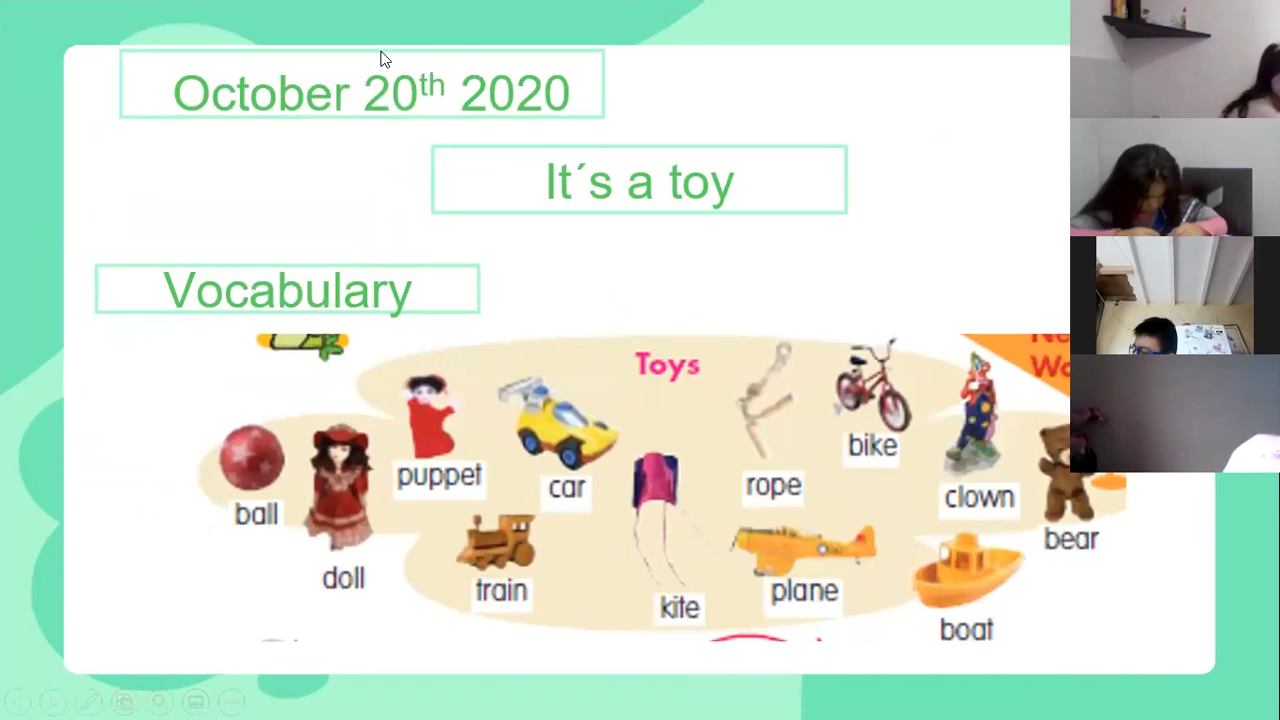 October 20th 2020
It´s a toy
Vocabulary
Toys
ball
doll
puppet
car
train
kite
rope
plane
bike
clown
bear
boat